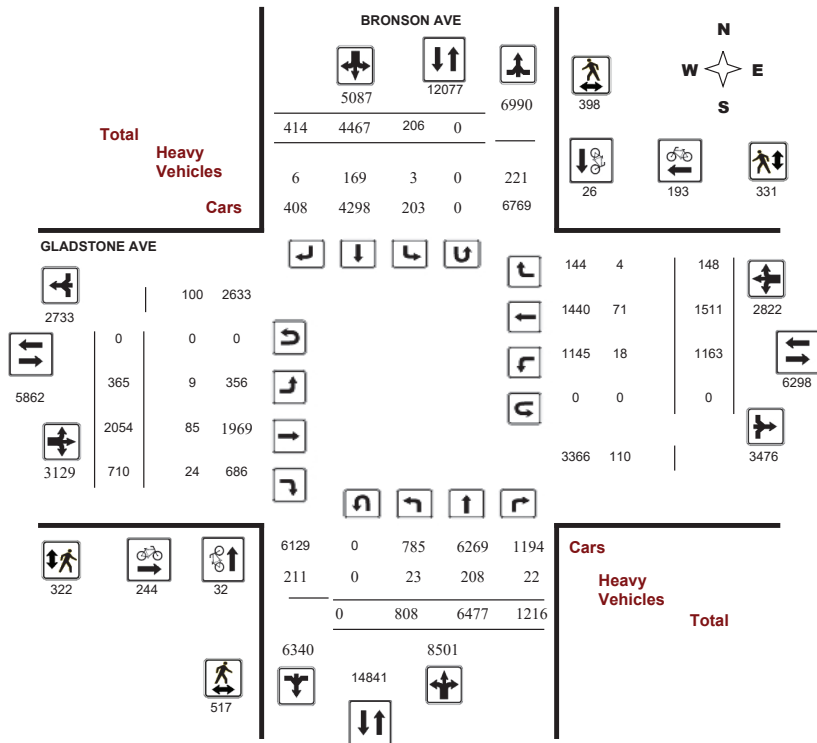 BRONSON AVE
N
W E
S
5087 12077 6990 398
Total 414 4467 206 0
Heavy
Vehicles 6 169 3 0 221
Cars 408 4298 203 0 6769
26 193 331
GLADSTONE AVE
2733 100 2633
0 0 0
5862 365 9 356
2054 85 1969
3129 710 24 686
144 4 148
1440 71 1511 2822
1145 18 1163
6298
0 0 0
3366 110 3476
322 244 32
6129 0 785 6269 1194 Cars
211 0 23 208 22 Heavy
Vehicles
0 808 6477 1216 Total
6340 8501
14841
517